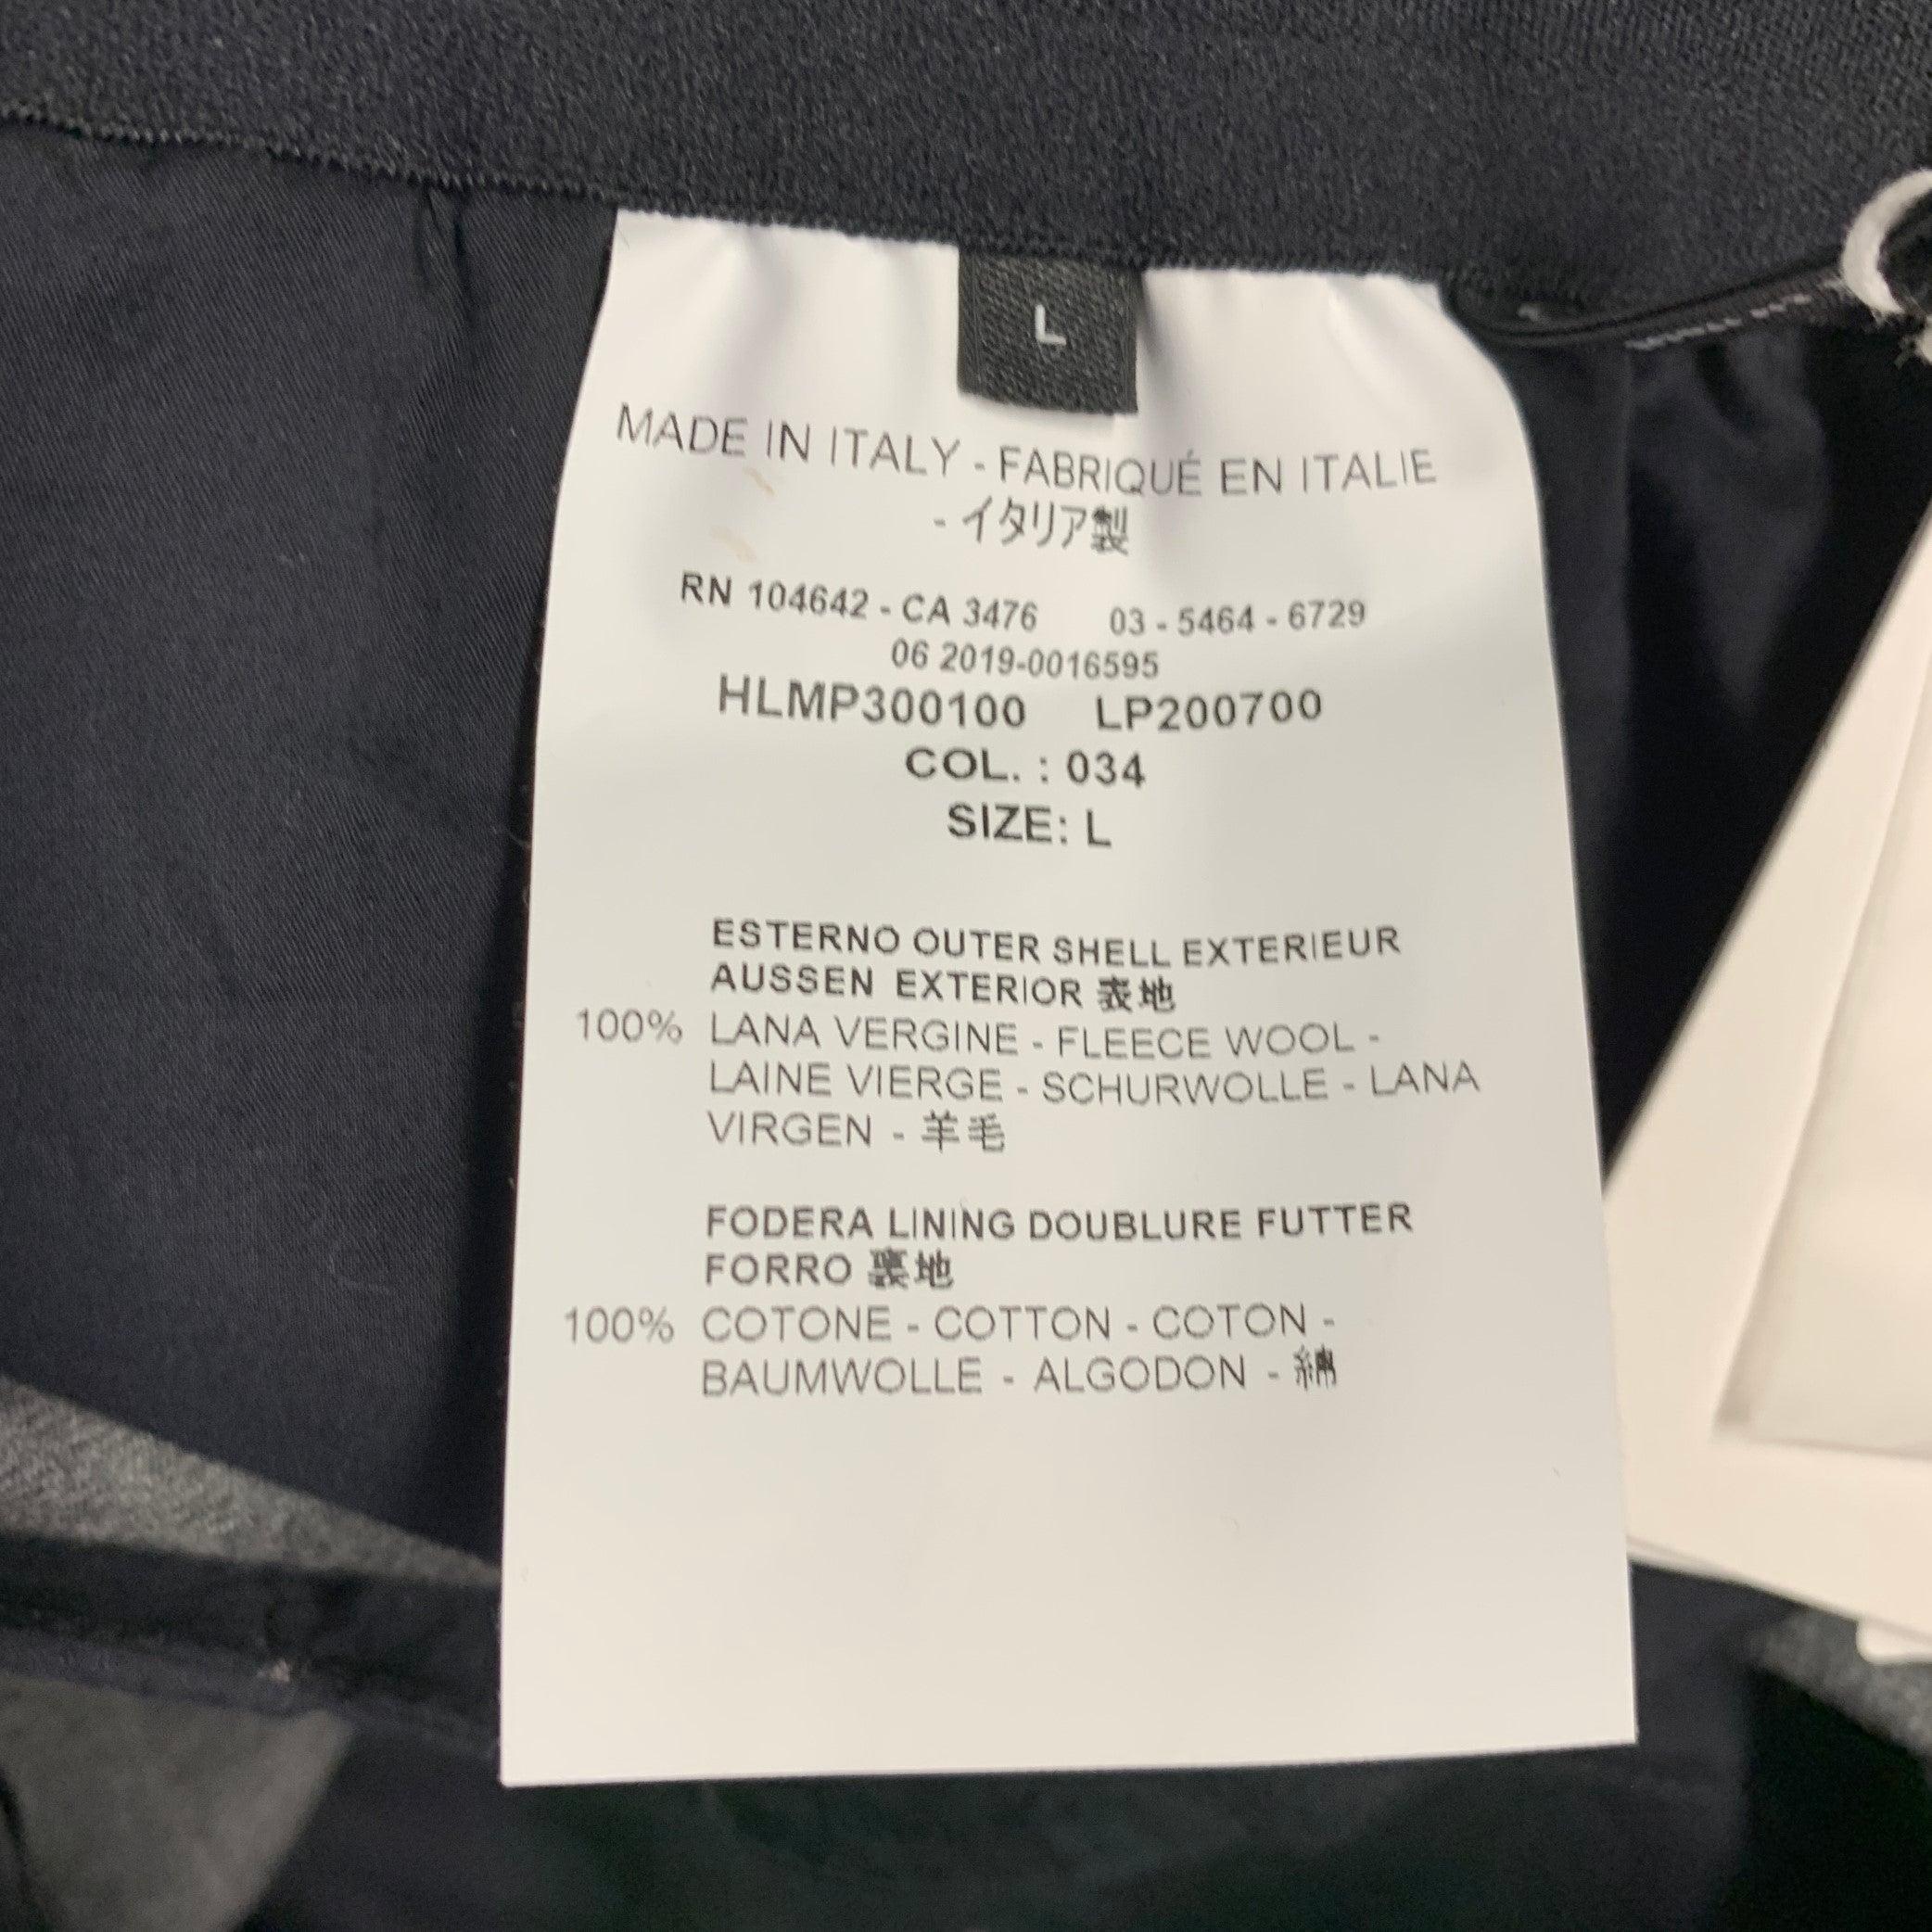 L
MADE IN ITALY - FABRIQUÉ EN ITALIE
- イタリア製
RN 104642 - CA 3476 03 - 5464 - 6729
06 2019-0016595
HLMP300100 LP200700
COL. : 034
SIZE: L
ESTERNO OUTER SHELL EXTERIEUR
AUSSEN EXTERIOR 表地
100% LANA VERGINE - FLEECE WOOL -
LAINE VIERGE - SCHURWOLLE - LANA
VIRGEN - 羊毛
FODERA LINING DOUBLURE FUTTER
FORRO 裏地
100% COTONE - COTTON - COTON -
BAUMWOLLE - ALGODON - 綿